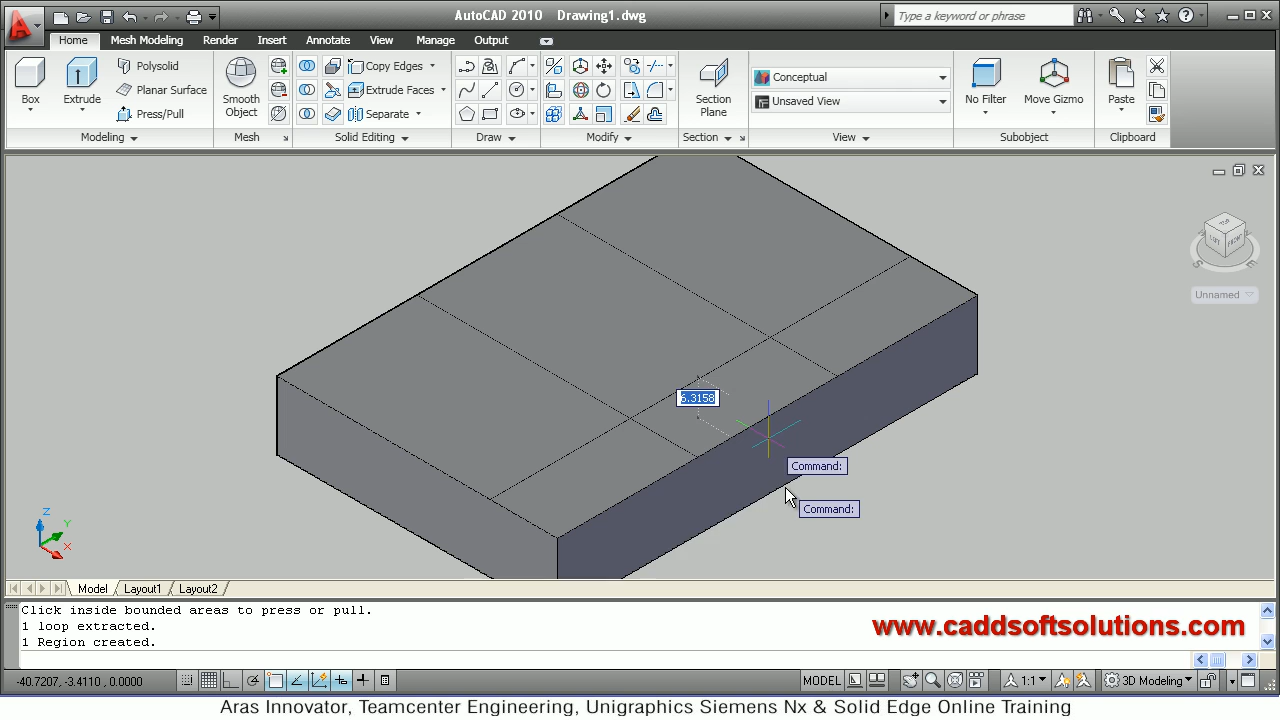 AutoCAD 2010 Drawing1.dwg
Type a keyword or phrase
Home Mesh Modeling Render Insert Annotate View Manage Output
Box
Extrude
Polysolid
Planar Surface
Press/Pull
Modeling
Smooth
Object
Mesh
Copy Edges
Extrude Faces
Separate
Solid Editing
Draw
Modify
Section
Plane
Section
Conceptual
Unsaved View
View
No Filter
Move Gizmo
Subobject
Paste
Clipboard
TOP
LEFT
FRONT
S
E
Unnamed
6.3158
Command:
Command:
Z
Y
X
Model Layout1 Layout2
Click inside bounded areas to press or pull.
1 loop extracted.
1 Region created.
www.caddsoftsolutions.com
-40.7207, -3.4110, 0.0000
MODEL
1:1
3D Modeling
Aras Innovator, Teamcenter Engineering, Unigraphics Siemens Nx & Solid Edge Online Training